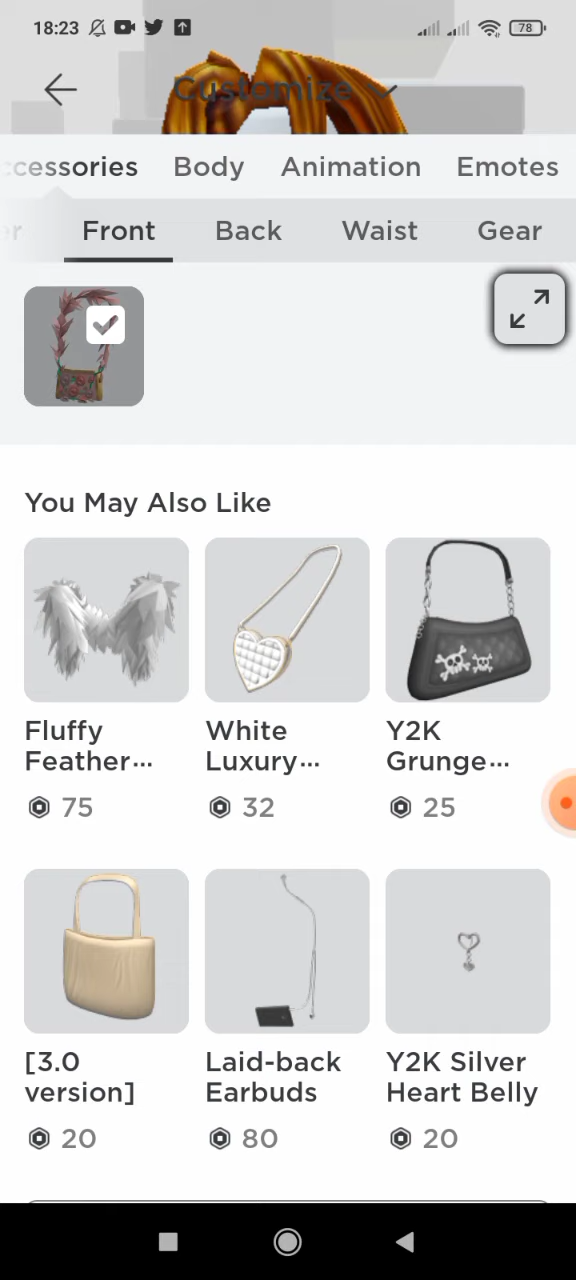 18:23
78
Customize
ccessories Body Animation Emotes
er Front Back Waist Gear
You May Also Like
Fluffy Feather...
White Luxury...
Y2K Grunge...
75
32
25
[3.0 version]
Laid-back Earbuds
Y2K Silver Heart Belly
20
80
20